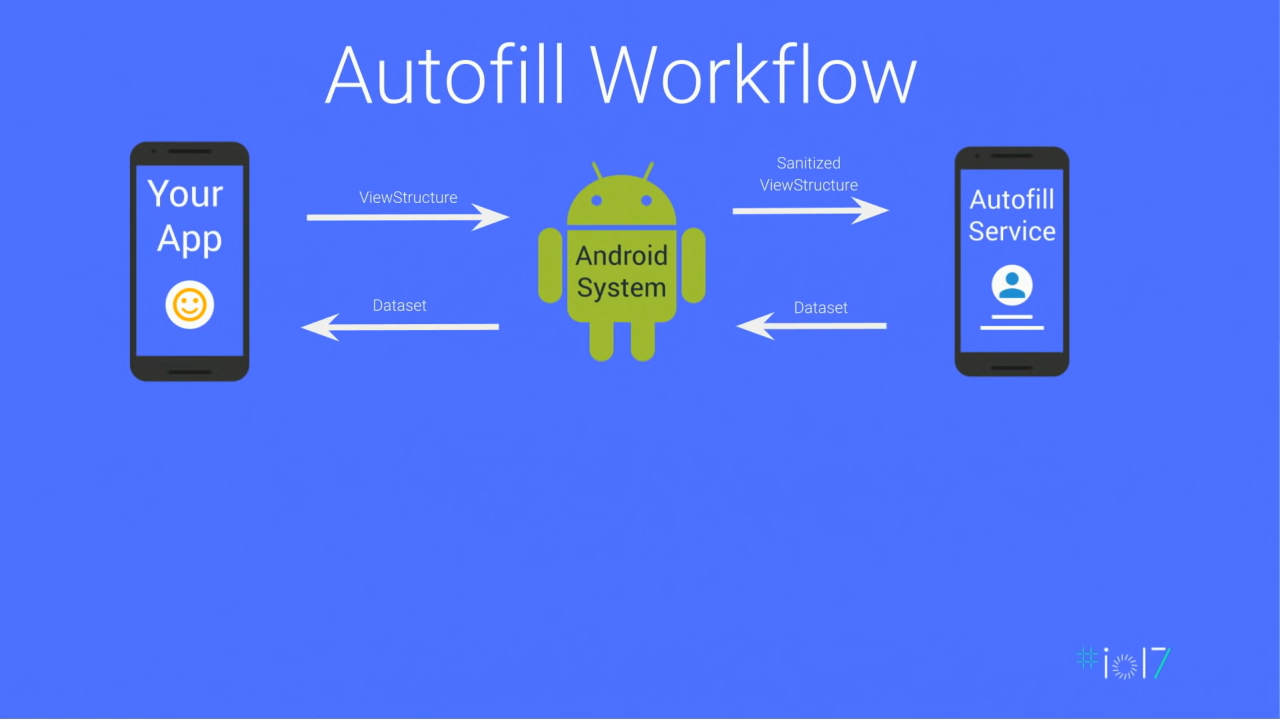 Autofill Workflow
Your
App
ViewStructure
Dataset
Android
System
Sanitized
ViewStructure
Dataset
Autofill
Service
#io17